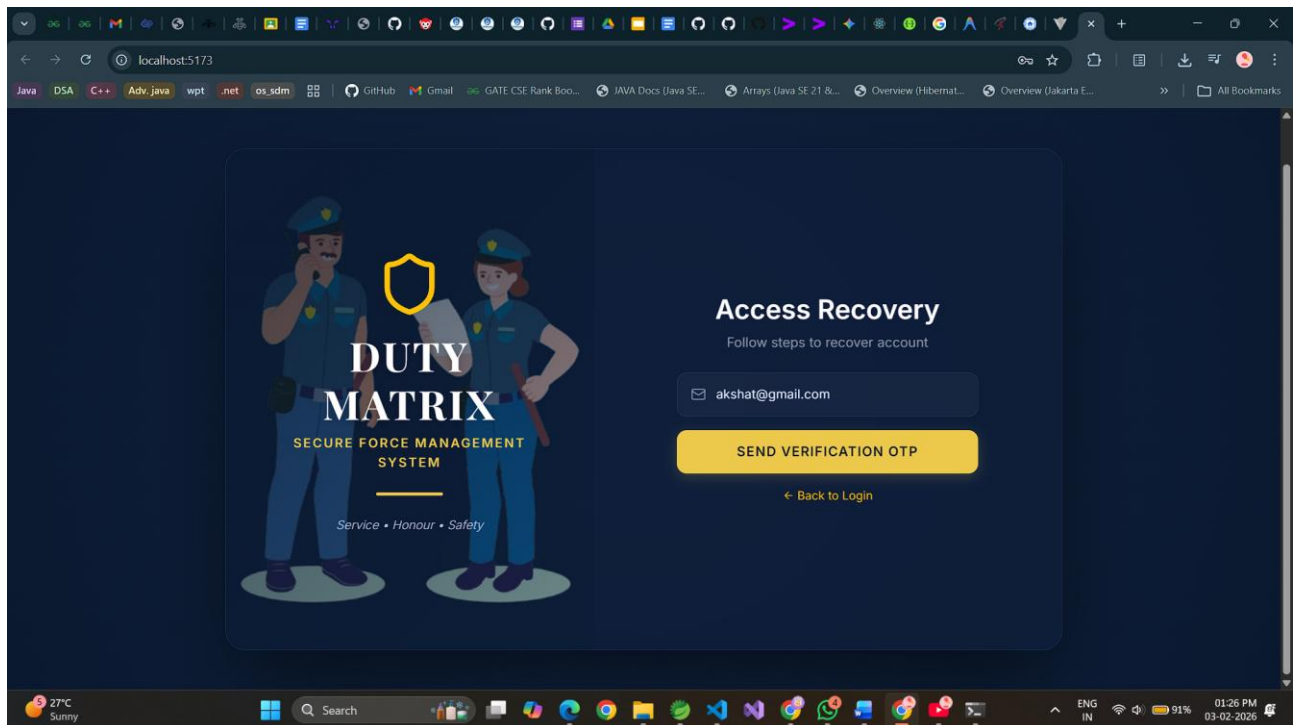 localhost:5173
Java DSA C++ Adv. java wpt .net os_sdm GitHub Gmail GATE CSE Rank Boo... JAVA Docs (Java SE... Arrays (Java SE 21 &... Overview (Hibernat... Overview (Jakarta E... » All Bookmarks
DUTY
MATRIX
SECURE FORCE MANAGEMENT
SYSTEM
Service • Honour • Safety
Access Recovery
Follow steps to recover account
akshat@gmail.com
SEND VERIFICATION OTP
← Back to Login
5
27°C
Sunny
Search
4
ENG
IN
91%
01:26 PM
03-02-2026